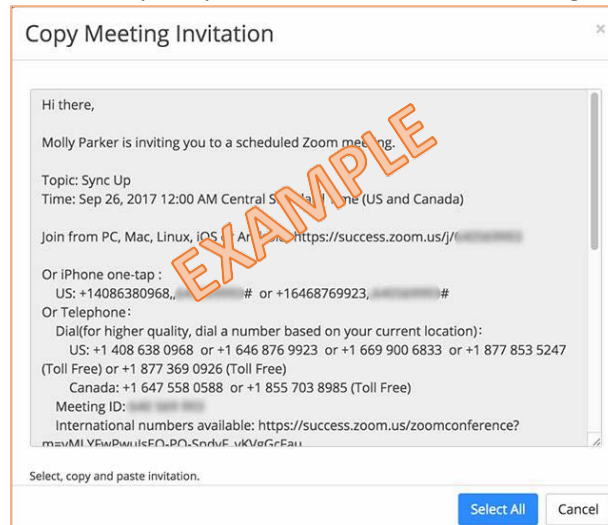 Copy Meeting Invitation
×
Hi there,
Molly Parker is inviting you to a scheduled Zoom meeting.
Topic: Sync Up
Time: Sep 26, 2017 12:00 AM Central Standard Time (US and Canada)
Join from PC, Mac, Linux, iOS or Android: https://success.zoom.us/j/
EXAMPLE
Or iPhone one-tap :
US: +14086380968,, # or +16468769923, #
Or Telephone:
Dial(for higher quality, dial a number based on your current location):
US: +1 408 638 0968 or +1 646 876 9923 or +1 669 900 6833 or +1 877 853 5247
(Toll Free) or +1 877 369 0926 (Toll Free)
Canada: +1 647 558 0588 or +1 855 703 8985 (Toll Free)
Meeting ID:
International numbers available: https://success.zoom.us/zoomconference?
Select, copy and paste invitation.
Select All
Cancel